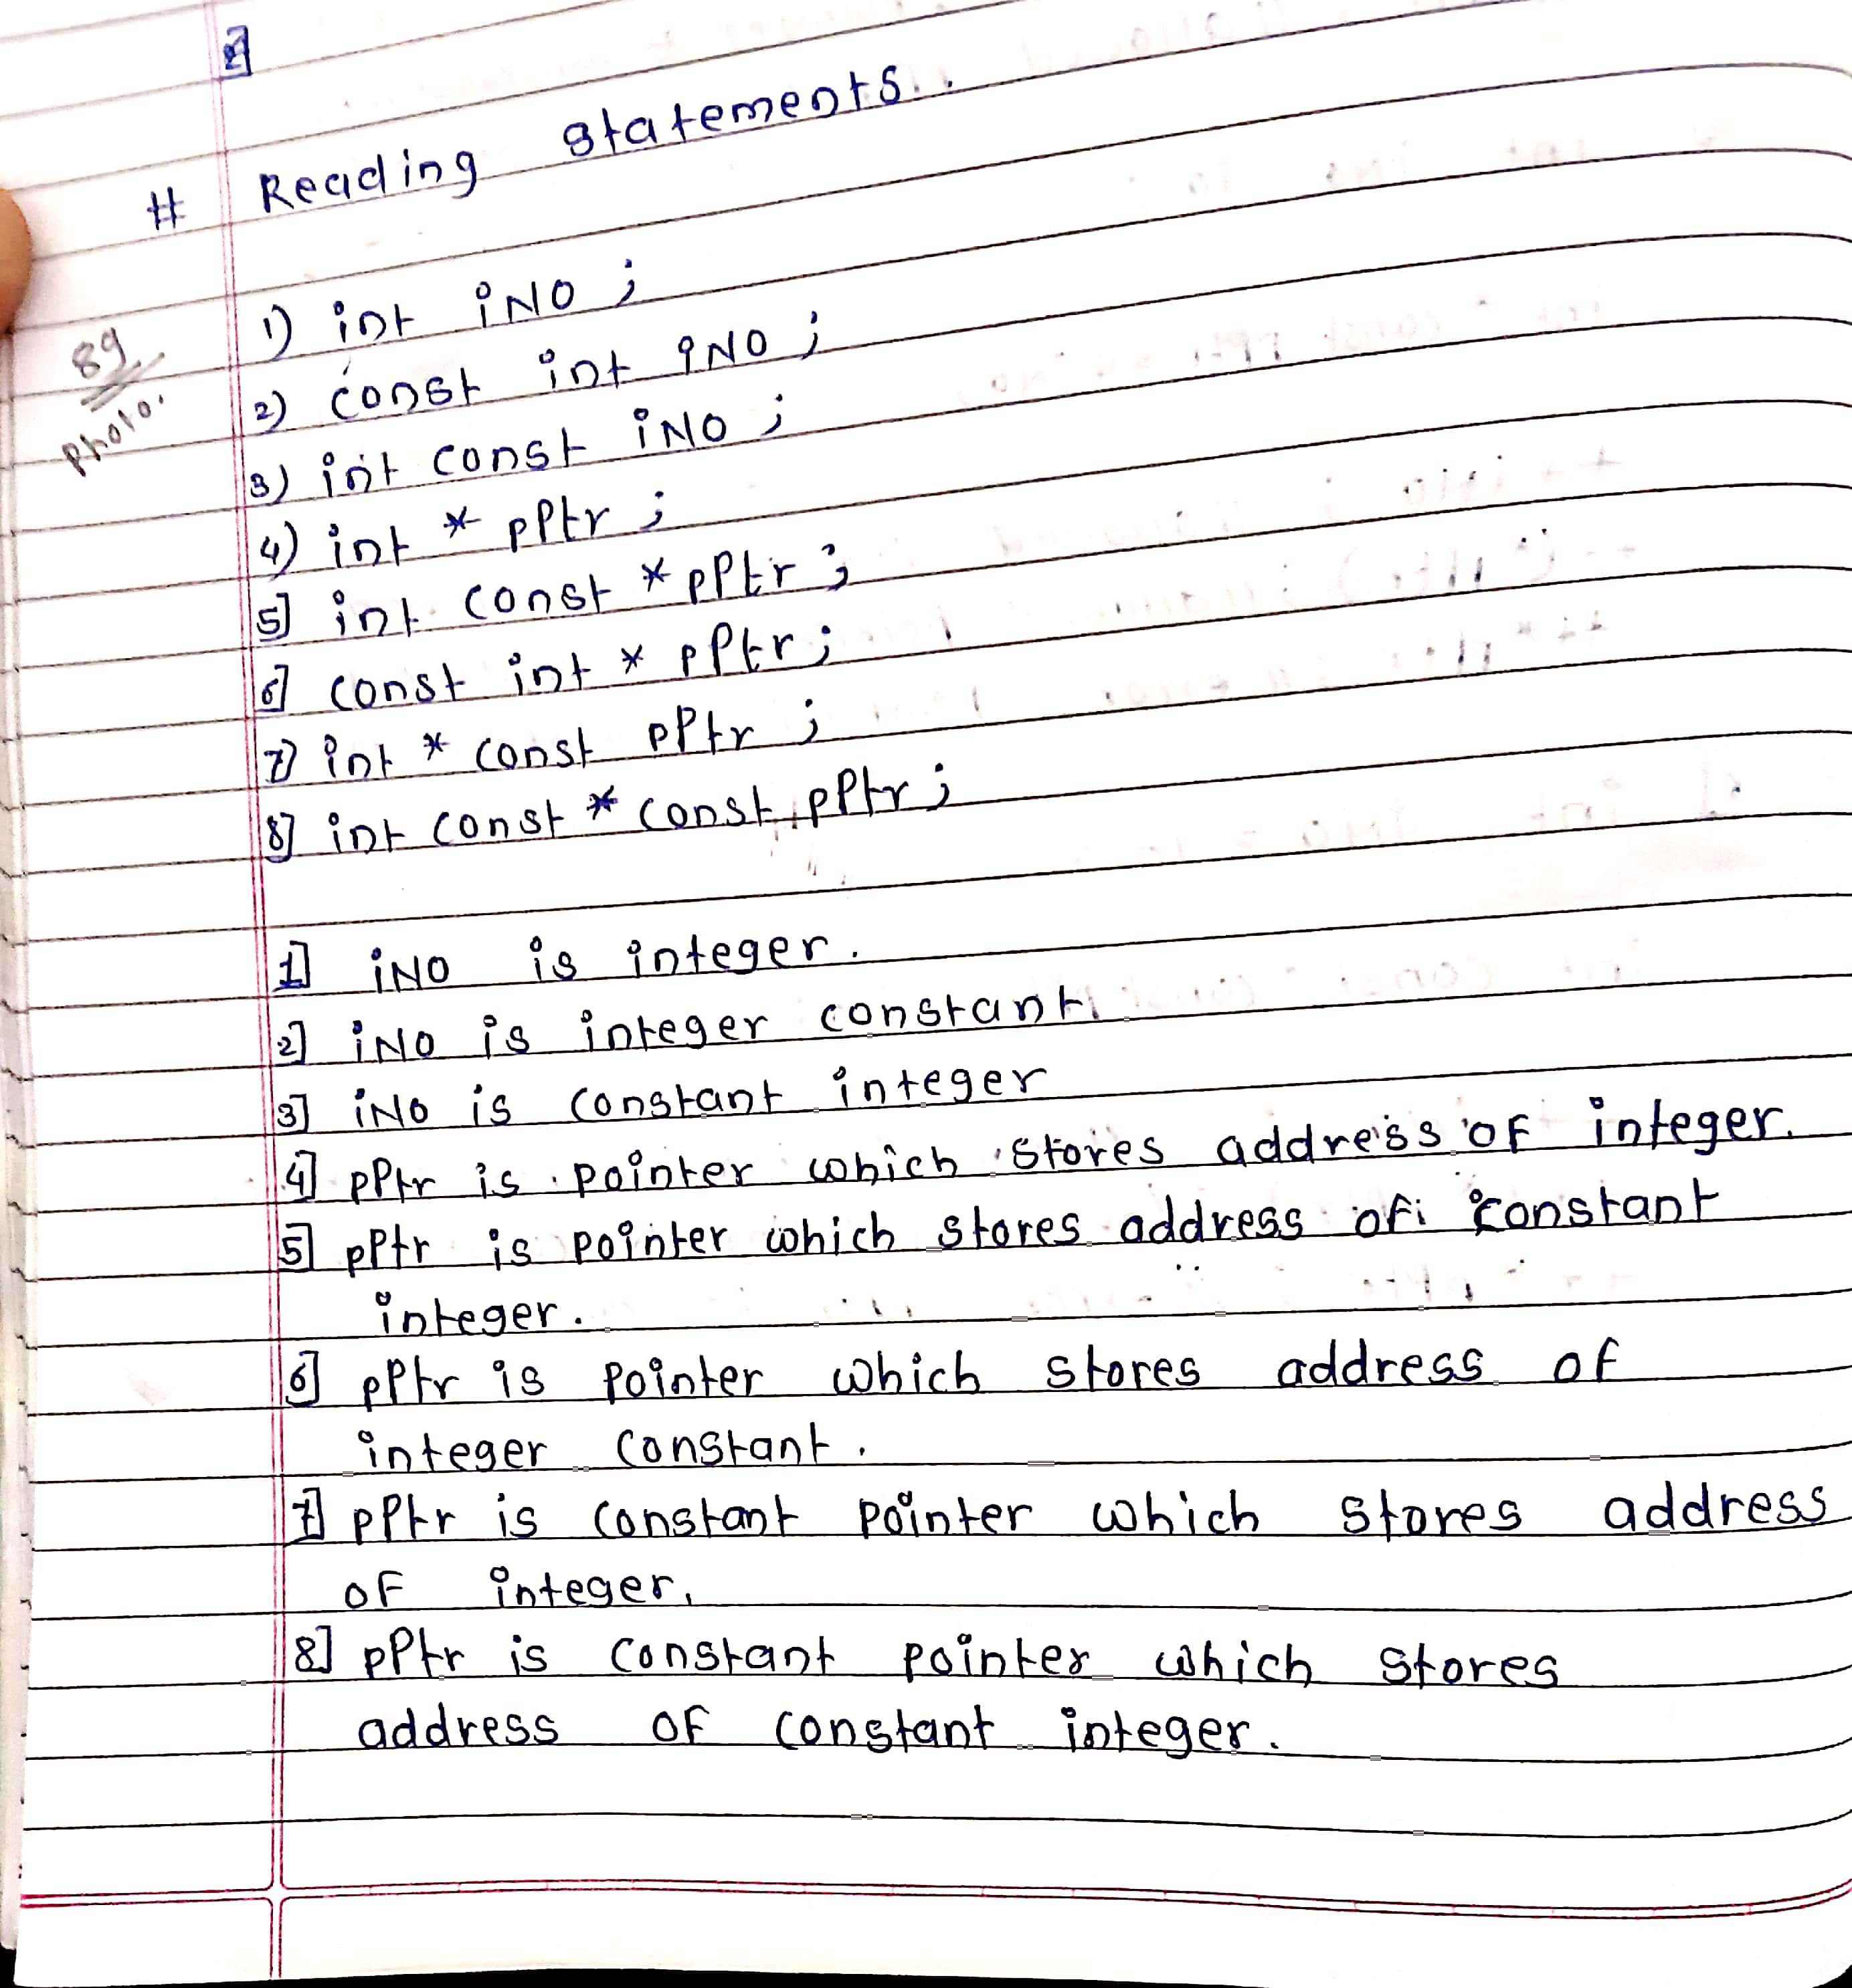 2]
# Reading statements.
89
Photo.
1) int iNO ;
2) const int iNO ;
3) int const iNO ;
4) int * pPtr ;
5] int const * pPtr ;
6] const int * pPtr ;
7] int * const pPtr ;
8] int const * const pPtr ;
1] iNO is integer.
2] iNO is integer constant.
3] iNO is constant integer
4] pPtr is pointer which stores address of integer.
5] pPtr is pointer which stores address of constant
integer.
6] pPtr is pointer which stores address of
integer constant.
7] pPtr is constant pointer which stores address
of integer.
8] pPtr is constant pointer which stores
address of constant integer.